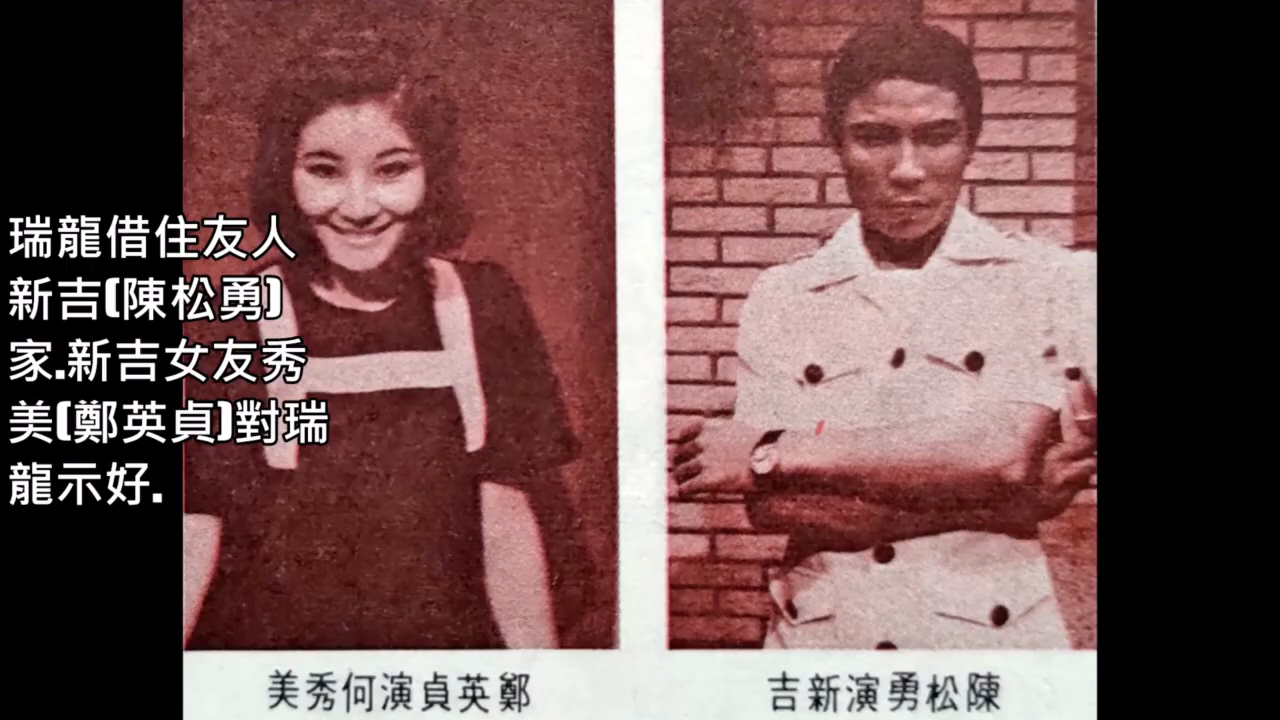 瑞龍借住友人
新吉(陳松勇)
家.新吉女友秀
美(鄭英貞)對瑞
龍示好.
鄭英貞演何秀美
陳松勇演新吉